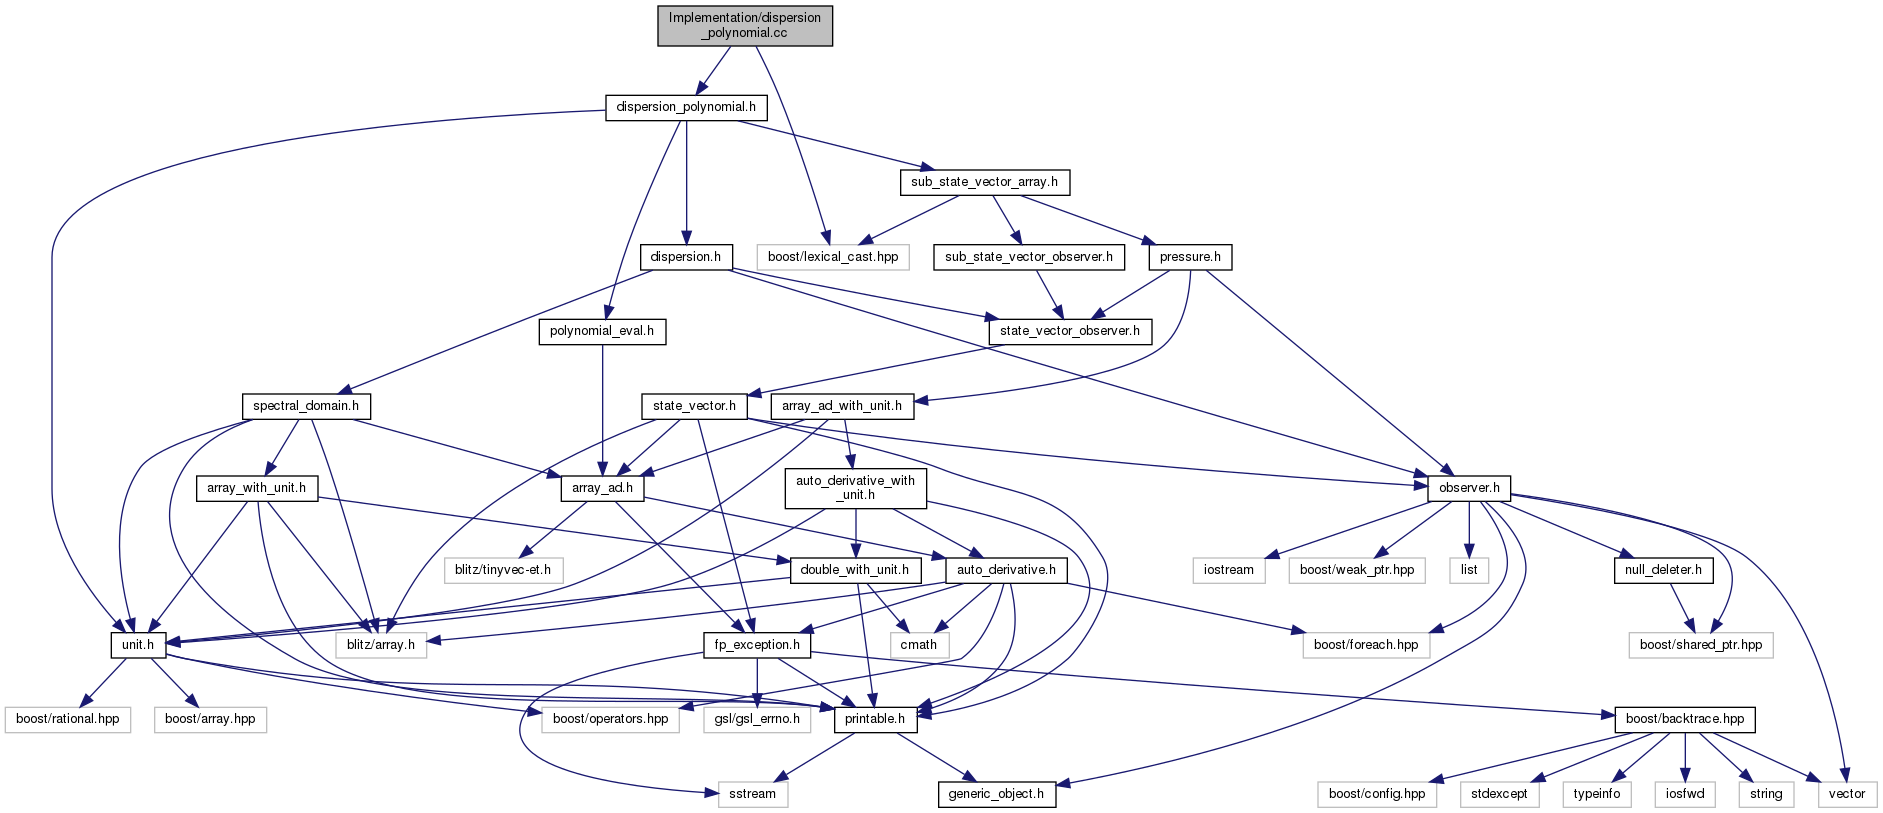 Implementation/dispersion
_polynomial.cc
dispersion_polynomial.h
sub_state_vector_array.h
dispersion.h
boost/lexical_cast.hpp
sub_state_vector_observer.h
pressure.h
polynomial_eval.h
state_vector_observer.h
spectral_domain.h
state_vector.h
array_ad_with_unit.h
array_with_unit.h
array_ad.h
auto_derivative_with
_unit.h
observer.h
blitz/tinyvec-et.h
double_with_unit.h
auto_derivative.h
iostream
boost/weak_ptr.hpp
list
null_deleter.h
unit.h
blitz/array.h
fp_exception.h
cmath
boost/foreach.hpp
boost/shared_ptr.hpp
boost/rational.hpp
boost/array.hpp
boost/operators.hpp
gsl/gsl_errno.h
printable.h
boost/backtrace.hpp
sstream
generic_object.h
boost/config.hpp
stdexcept
typeinfo
iosfwd
string
vector